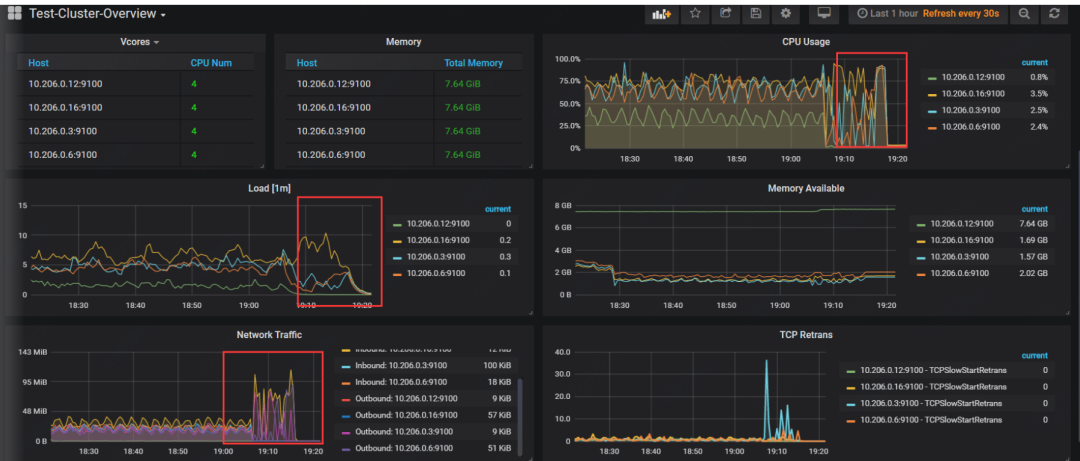 Test-Cluster-Overview
Last 1 hour Refresh every 30s
Vcores
Host CPU Num
10.206.0.12:9100 4
10.206.0.16:9100 4
10.206.0.3:9100 4
10.206.0.6:9100 4
Memory
Host Total Memory
10.206.0.12:9100 7.64 GiB
10.206.0.16:9100 7.64 GiB
10.206.0.3:9100 7.64 GiB
10.206.0.6:9100 7.64 GiB
CPU Usage
100.0%
75.0%
50.0%
25.0%
0%
18:30 18:40 18:50 19:00 19:10 19:20
current
10.206.0.12:9100 0.8%
10.206.0.16:9100 3.5%
10.206.0.3:9100 2.5%
10.206.0.6:9100 2.4%
Load [1m]
15
10
5
0
18:30 18:40 18:50 19:00 19:10 19:20
current
10.206.0.12:9100 0
10.206.0.16:9100 0.2
10.206.0.3:9100 0.3
10.206.0.6:9100 0.1
Memory Available
8 GB
6 GB
4 GB
2 GB
0 B
18:30 18:40 18:50 19:00 19:10 19:20
current
10.206.0.12:9100 7.64 GB
10.206.0.16:9100 1.69 GB
10.206.0.3:9100 1.57 GB
10.206.0.6:9100 2.02 GB
Network Traffic
143 MiB
95 MiB
48 MiB
0 B
18:30 18:40 18:50 19:00 19:10 19:20
Inbound: 10.206.0.16:9100 12 KiB
Inbound: 10.206.0.3:9100 100 KiB
Inbound: 10.206.0.6:9100 18 KiB
Outbound: 10.206.0.12:9100 9 KiB
Outbound: 10.206.0.16:9100 57 KiB
Outbound: 10.206.0.3:9100 9 KiB
Outbound: 10.206.0.6:9100 51 KiB
TCP Retrans
40.0
30.0
20.0
10.0
0
18:30 18:40 18:50 19:00 19:10 19:20
current
10.206.0.12:9100 - TCPSlowStartRetrans 0
10.206.0.16:9100 - TCPSlowStartRetrans 0
10.206.0.3:9100 - TCPSlowStartRetrans 0
10.206.0.6:9100 - TCPSlowStartRetrans 0